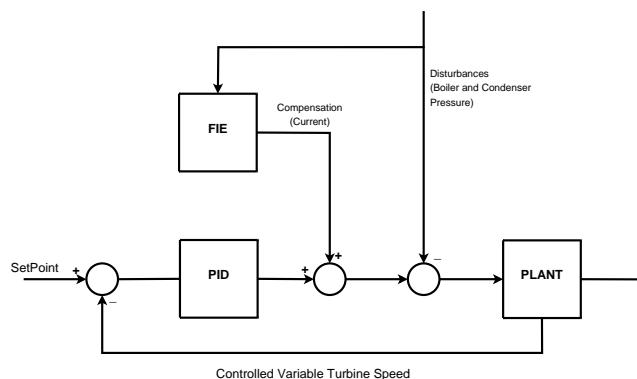 Disturbances
(Boiler and Condenser
Pressure)
Compensation
(Current)
FIE
SetPoint
+
_
PID
+
+
_
PLANT
Controlled Variable Turbine Speed